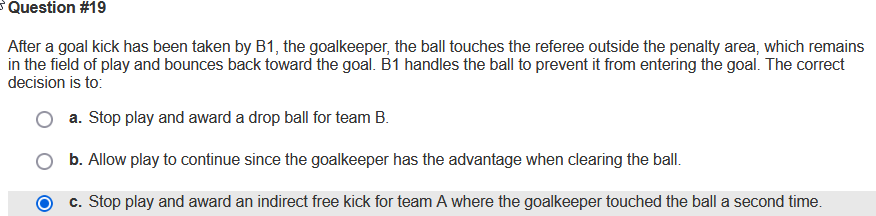 Question #19
After a goal kick has been taken by B1, the goalkeeper, the ball touches the referee outside the penalty area, which remains
in the field of play and bounces back toward the goal. B1 handles the ball to prevent it from entering the goal. The correct
decision is to:
a. Stop play and award a drop ball for team B.
b. Allow play to continue since the goalkeeper has the advantage when clearing the ball.
c. Stop play and award an indirect free kick for team A where the goalkeeper touched the ball a second time.